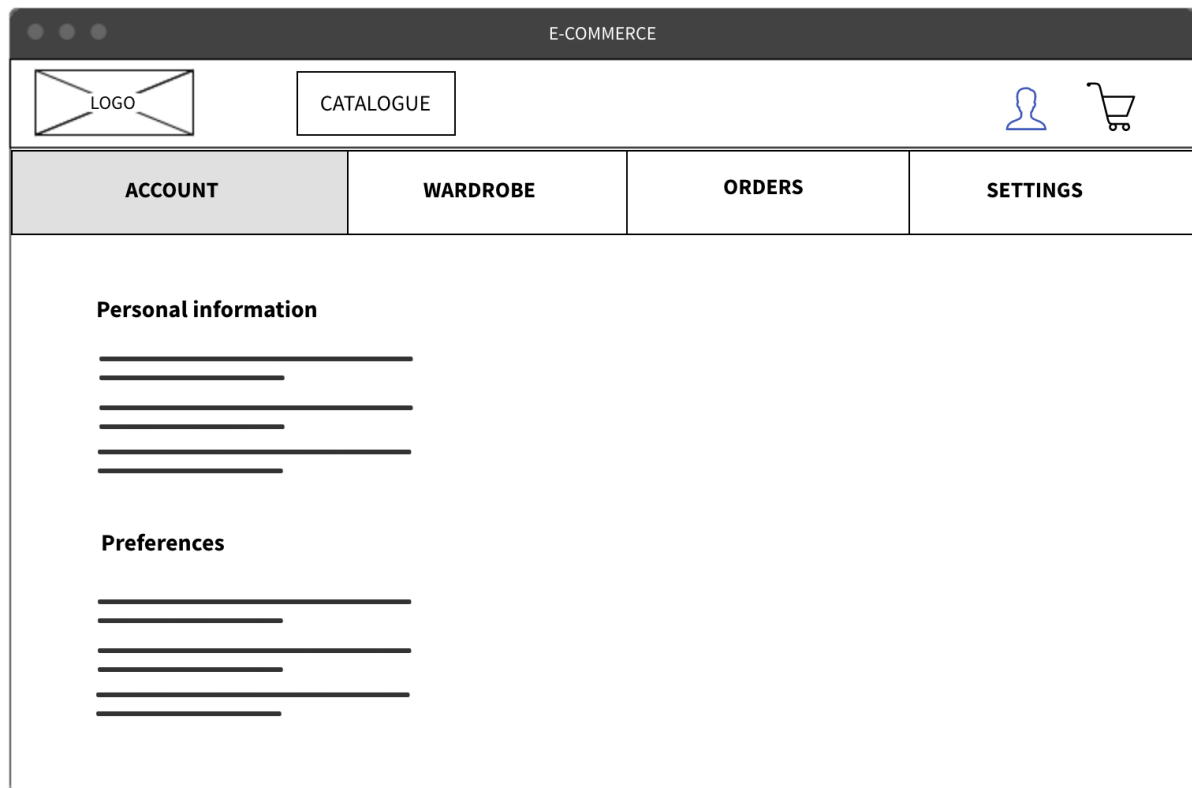 E-COMMERCE
LOGO
CATALOGUE
ACCOUNT
WARDROBE
ORDERS
SETTINGS
Personal information
Preferences